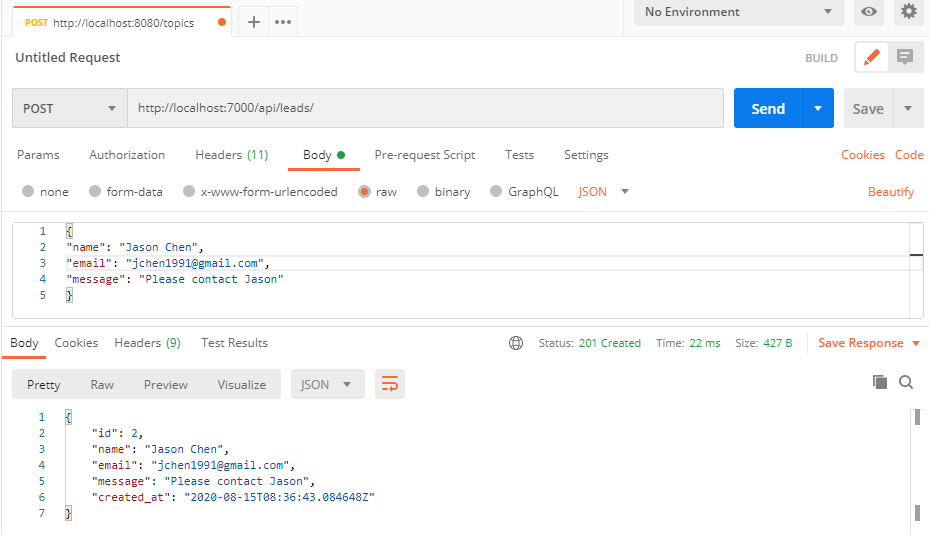 POST http://localhost:8080/topics + ••• No Environment
Untitled Request BUILD
POST http://localhost:7000/api/leads/ Send Save
Params Authorization Headers (11) Body Pre-request Script Tests Settings Cookies Code
none form-data x-www-form-urlencoded raw binary GraphQL JSON Beautify
1 {
2 "name": "Jason Chen",
3 "email": "jchen1991@gmail.com",
4 "message": "Please contact Jason"
5 }
Body Cookies Headers (9) Test Results Status: 201 Created Time: 22 ms Size: 427 B Save Response
Pretty Raw Preview Visualize JSON
1 {
2 "id": 2,
3 "name": "Jason Chen",
4 "email": "jchen1991@gmail.com",
5 "message": "Please contact Jason",
6 "created_at": "2020-08-15T08:36:43.084648Z"
7 }